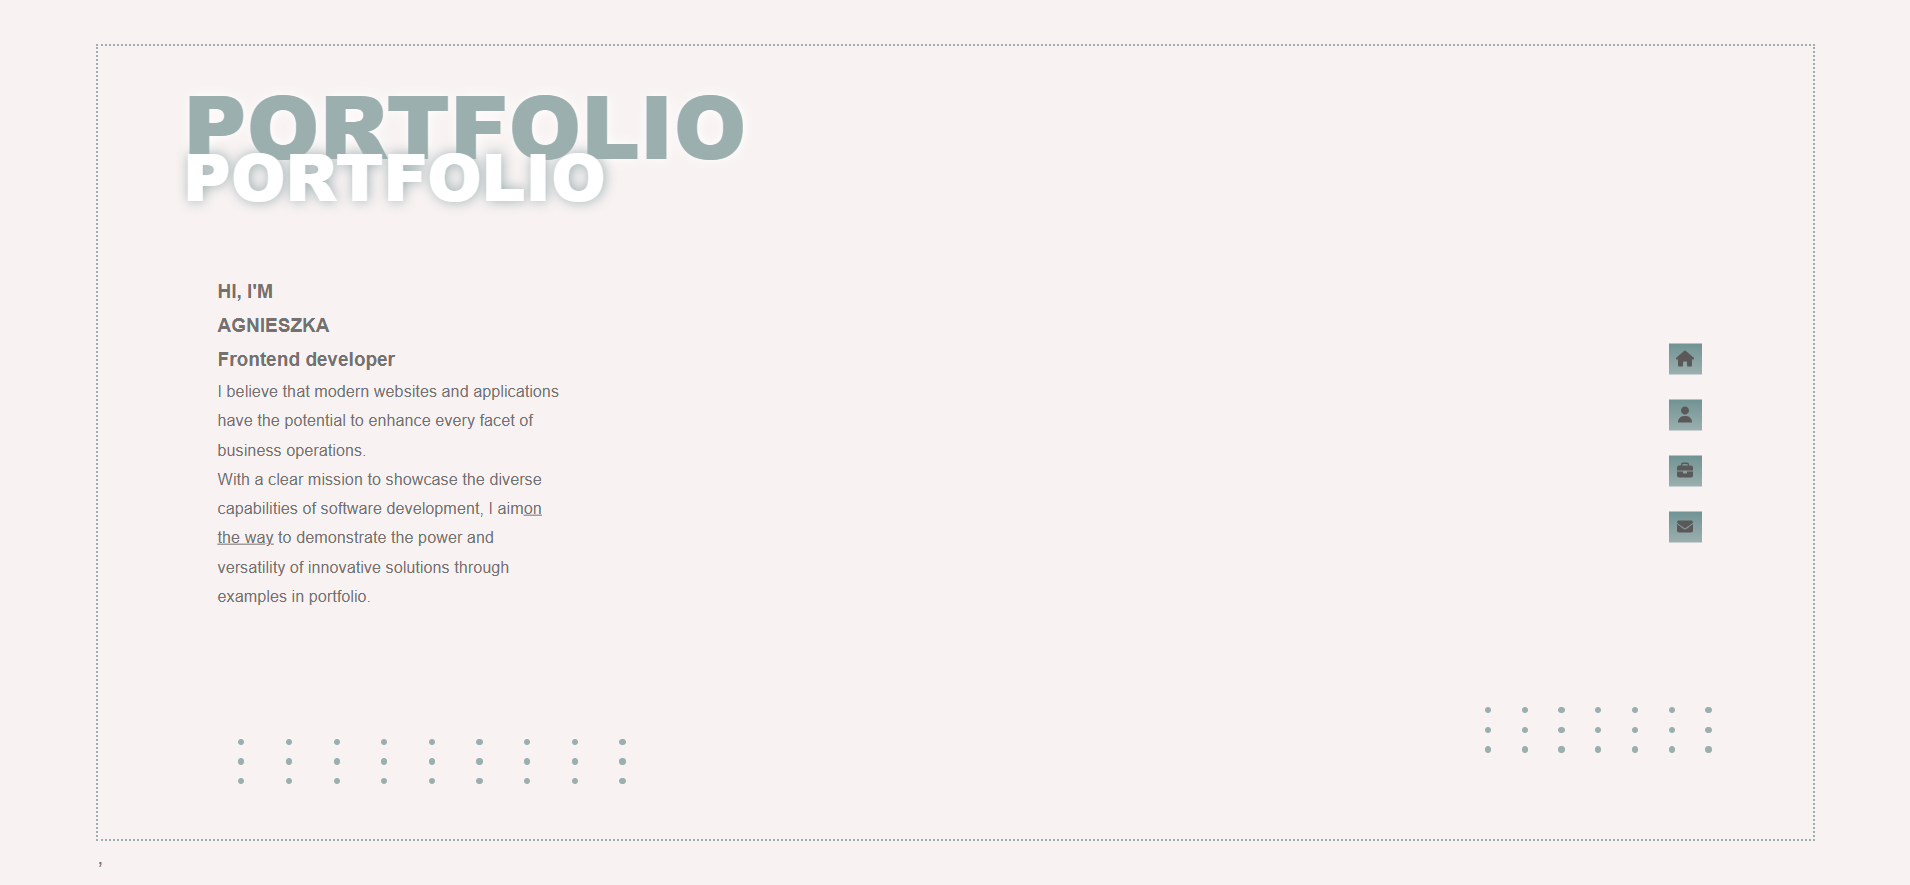 PORTFOLIO
PORTFOLIO
HI, I'M
AGNIESZKA
Frontend developer
I believe that modern websites and applications
have the potential to enhance every facet of
business operations.
With a clear mission to showcase the diverse
capabilities of software development, I aimon
the way to demonstrate the power and
versatility of innovative solutions through
examples in portfolio.
,